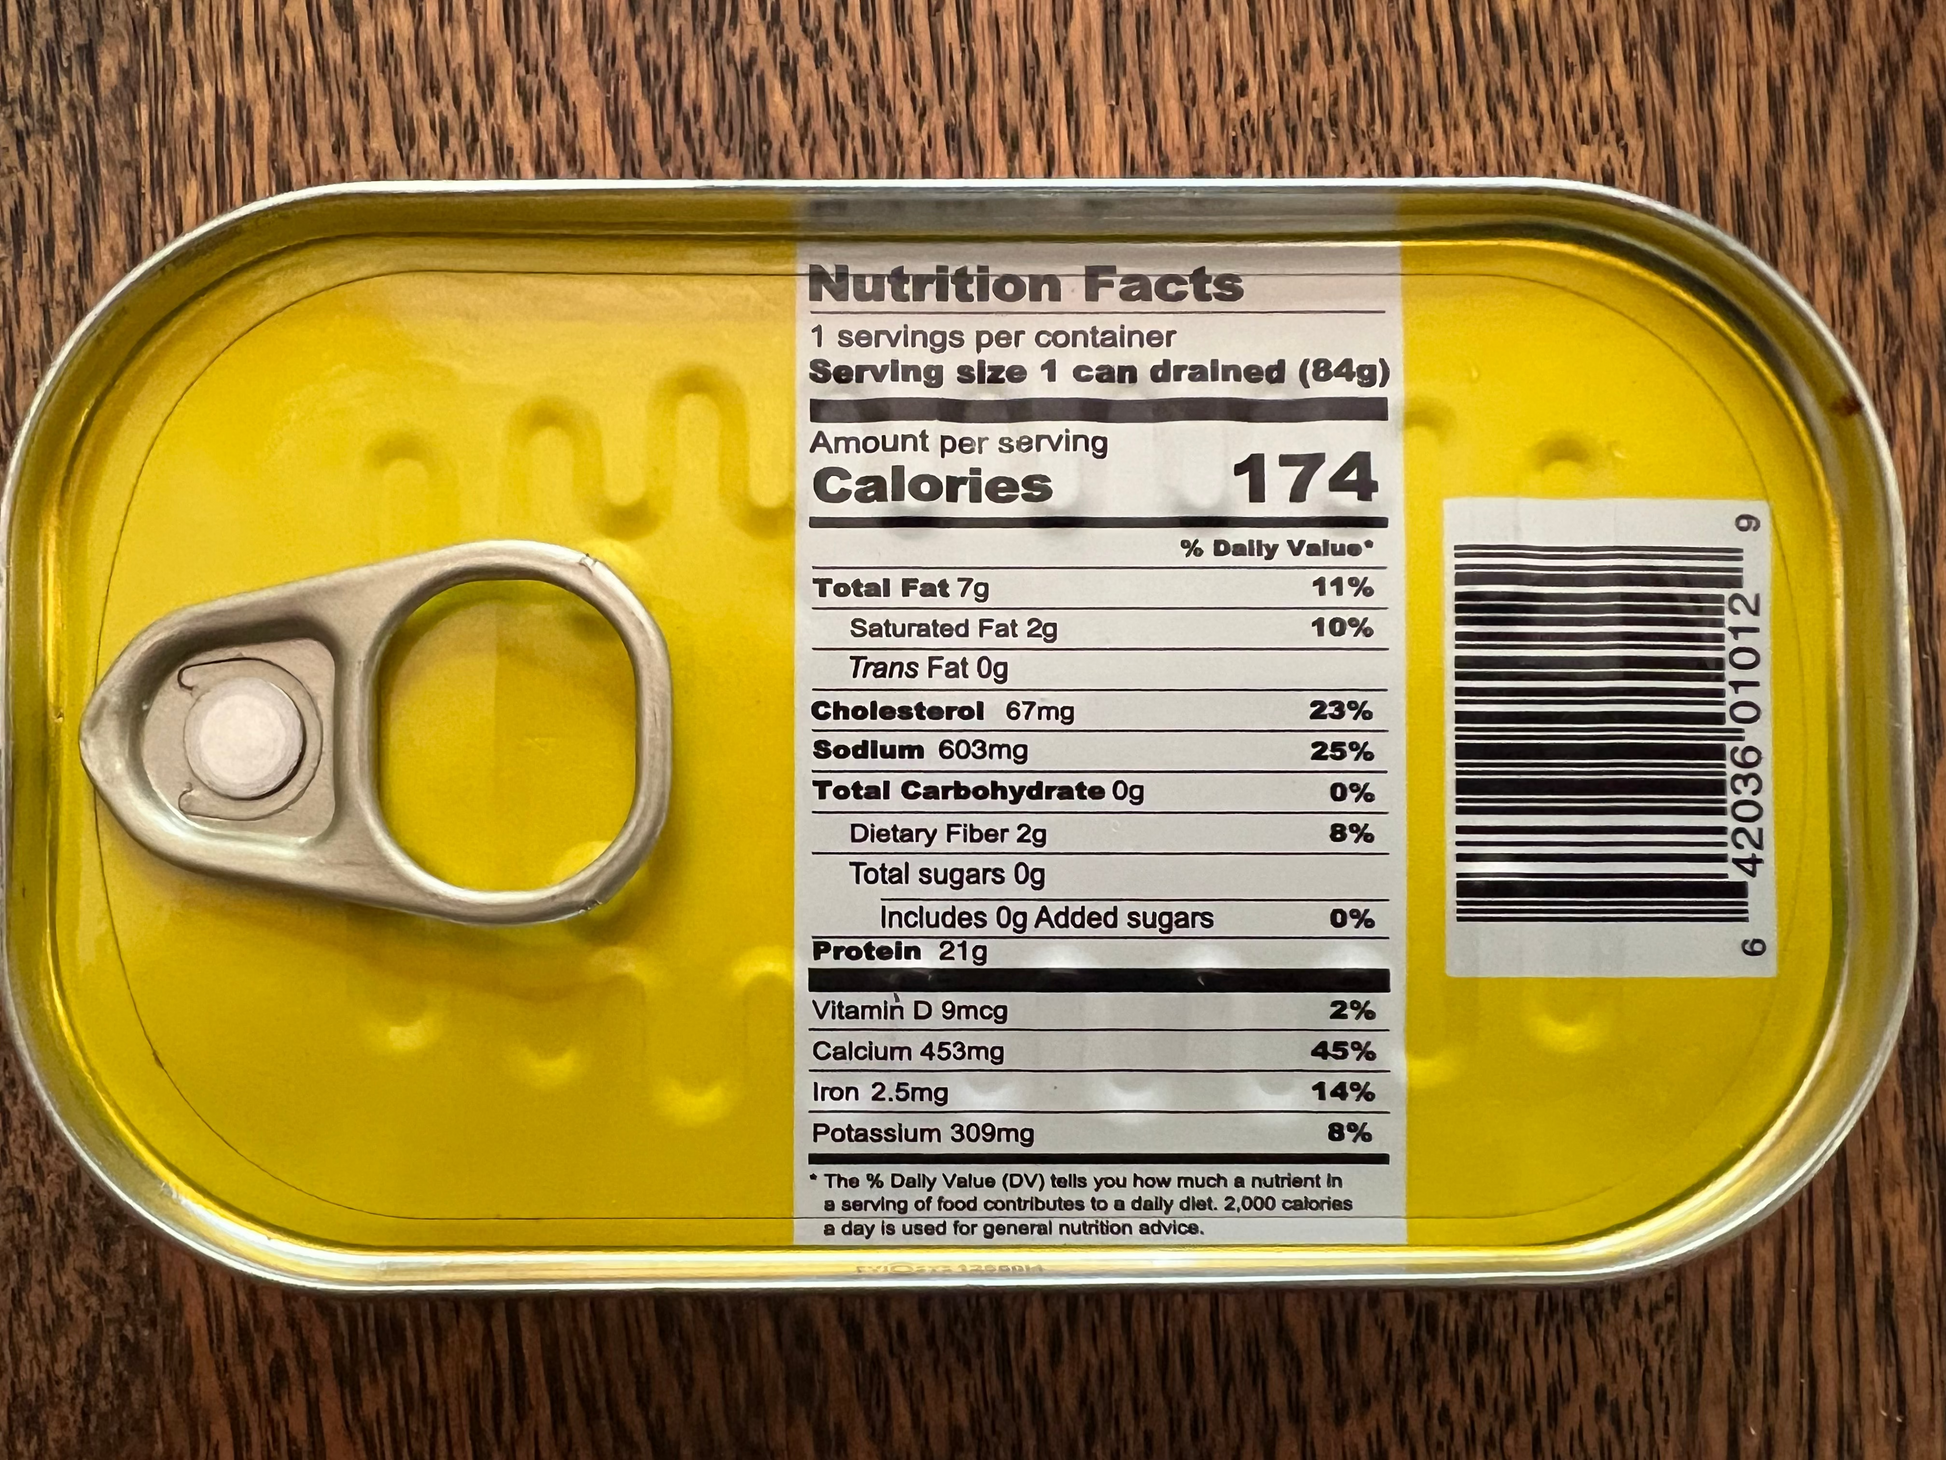 Nutrition Facts
1 servings per container
Serving size 1 can drained (84g)
Amount per serving
Calories 174
% Daily Value*
Total Fat 7g 11%
Saturated Fat 2g 10%
Trans Fat 0g
Cholesterol 67mg 23%
Sodium 603mg 25%
Total Carbohydrate 0g 0%
Dietary Fiber 2g 8%
Total sugars 0g
Includes 0g Added sugars 0%
Protein 21g
Vitamin D 9mcg 2%
Calcium 453mg 45%
Iron 2.5mg 14%
Potassium 309mg 8%
* The % Daily Value (DV) tells you how much a nutrient in
a serving of food contributes to a daily diet. 2,000 calories
a day is used for general nutrition advice.
6 42036 01012 9